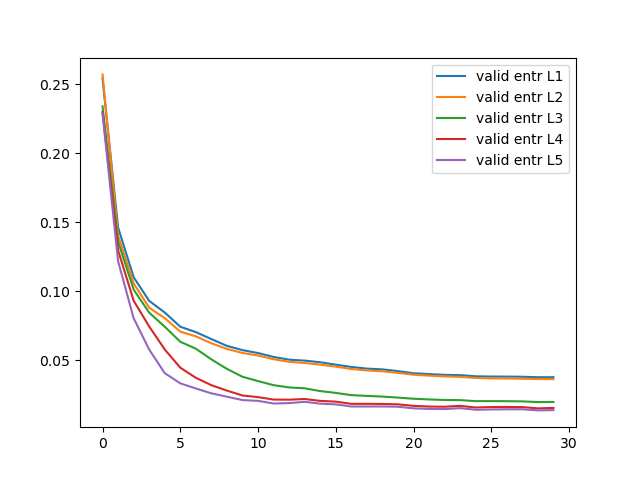 0.25
0.20
0.15
0.10
0.05
0
5
10
15
20
25
30
valid entr L1
valid entr L2
valid entr L3
valid entr L4
valid entr L5